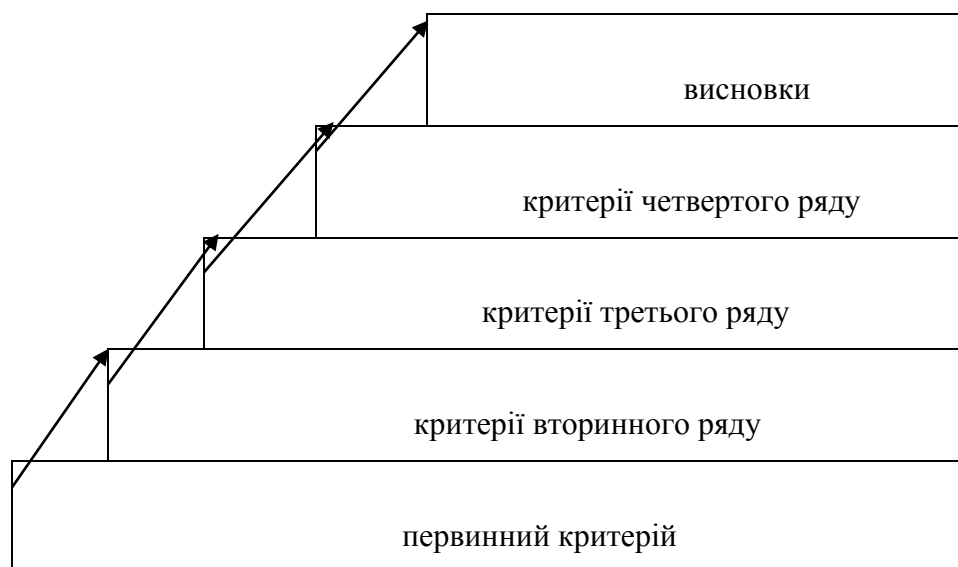 висновки
критерії четвертого ряду
критерії третього ряду
критерії вторинного ряду
первинний критерій